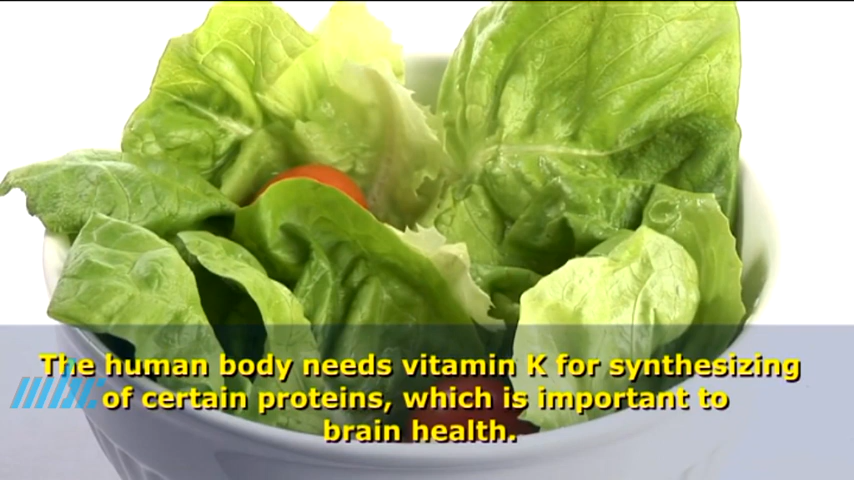 The human body needs vitamin K for synthesizing
of certain proteins, which is important to
brain health.